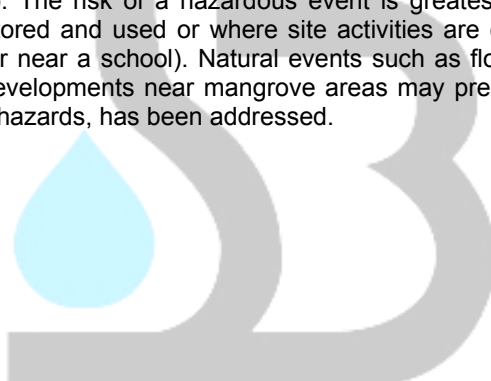 ). The risk of a hazardous event is greates
tored and used or where site activities are
r near a school). Natural events such as flo
evelopments near mangrove areas may pre
hazards, has been addressed.